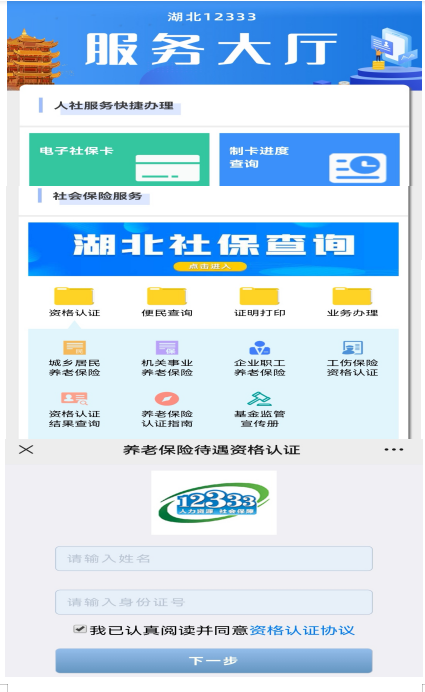 湖北12333
服务大厅
人社服务快捷办理
电子社保卡
制卡进度
查询
社会保险服务
湖北社保查询
点击进入
资格认证
便民查询
证明打印
业务办理
城乡居民
养老保险
机关事业
养老保险
企业职工
养老保险
工伤保险
资格认证
资格认证
结果查询
养老保险
认证指南
基金监管
宣传册
养老保险待遇资格认证
12333
人力资源 社会保障
请输入姓名
请输入身份证号
我已认真阅读并同意资格认证协议
下一步